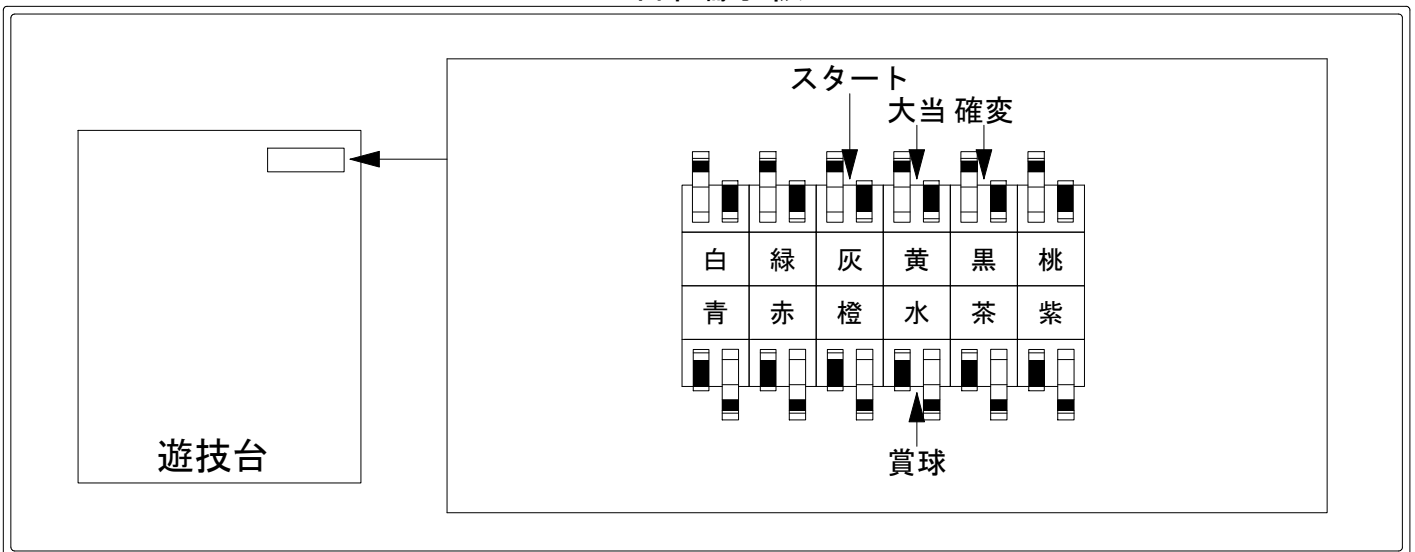 スタート
大当 確変
白 緑 灰 黄 黒 桃
青 赤 橙 水 茶 紫
賞球
遊技台